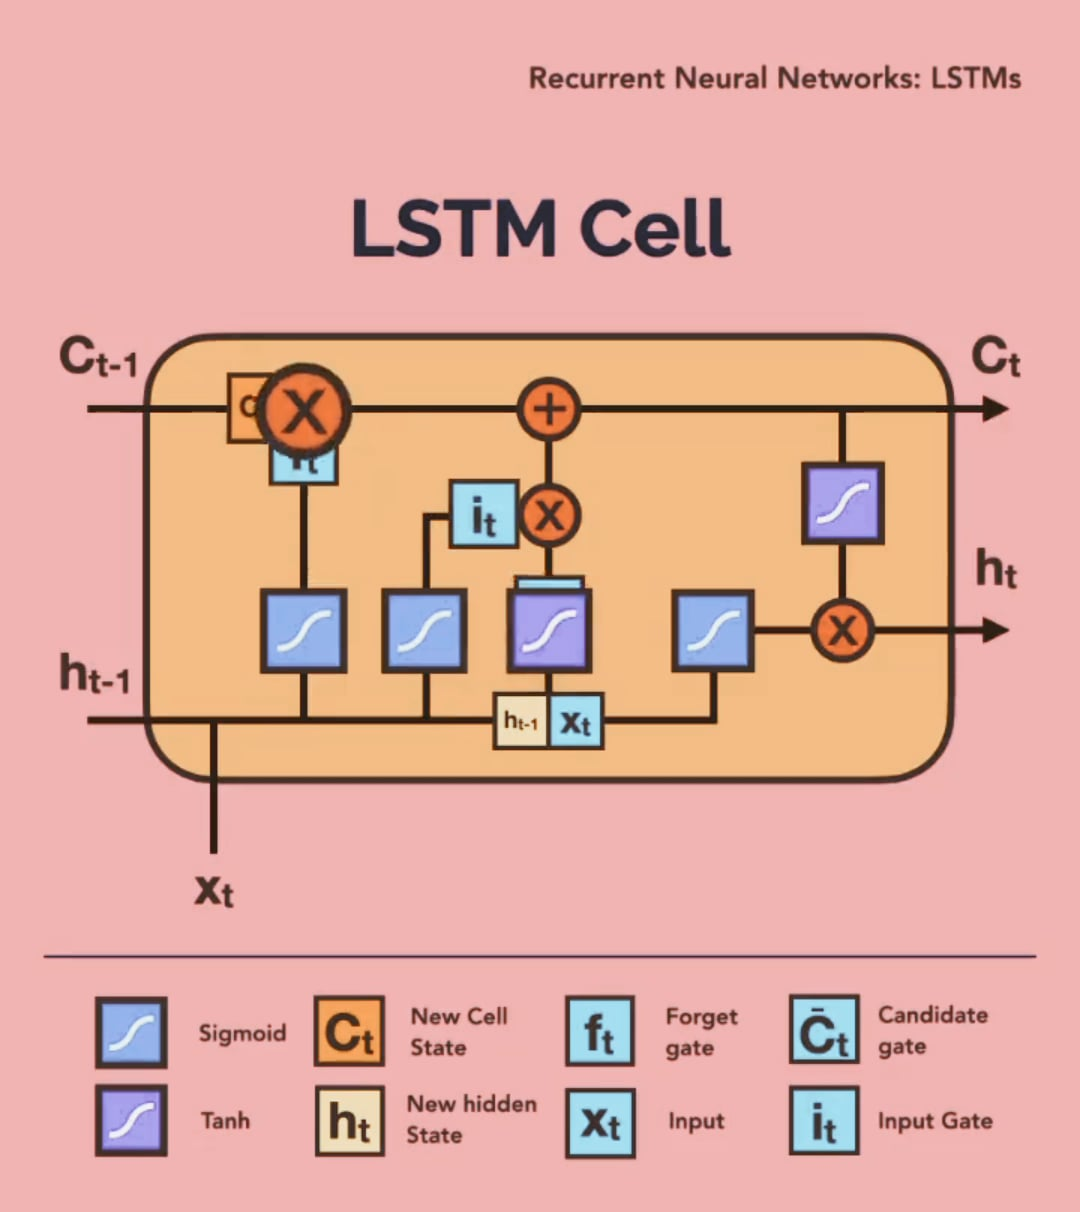 Recurrent Neural Networks: LSTMs
LSTM Cell
Ct-1
Ct
X
+
it
X
ht
X
ht-1
ht-1 xt
xt
Sigmoid
Ct
New Cell
State
ft
Forget
gate
C̄t
Candidate
gate
Tanh
ht
New hidden
State
xt
Input
it
Input Gate